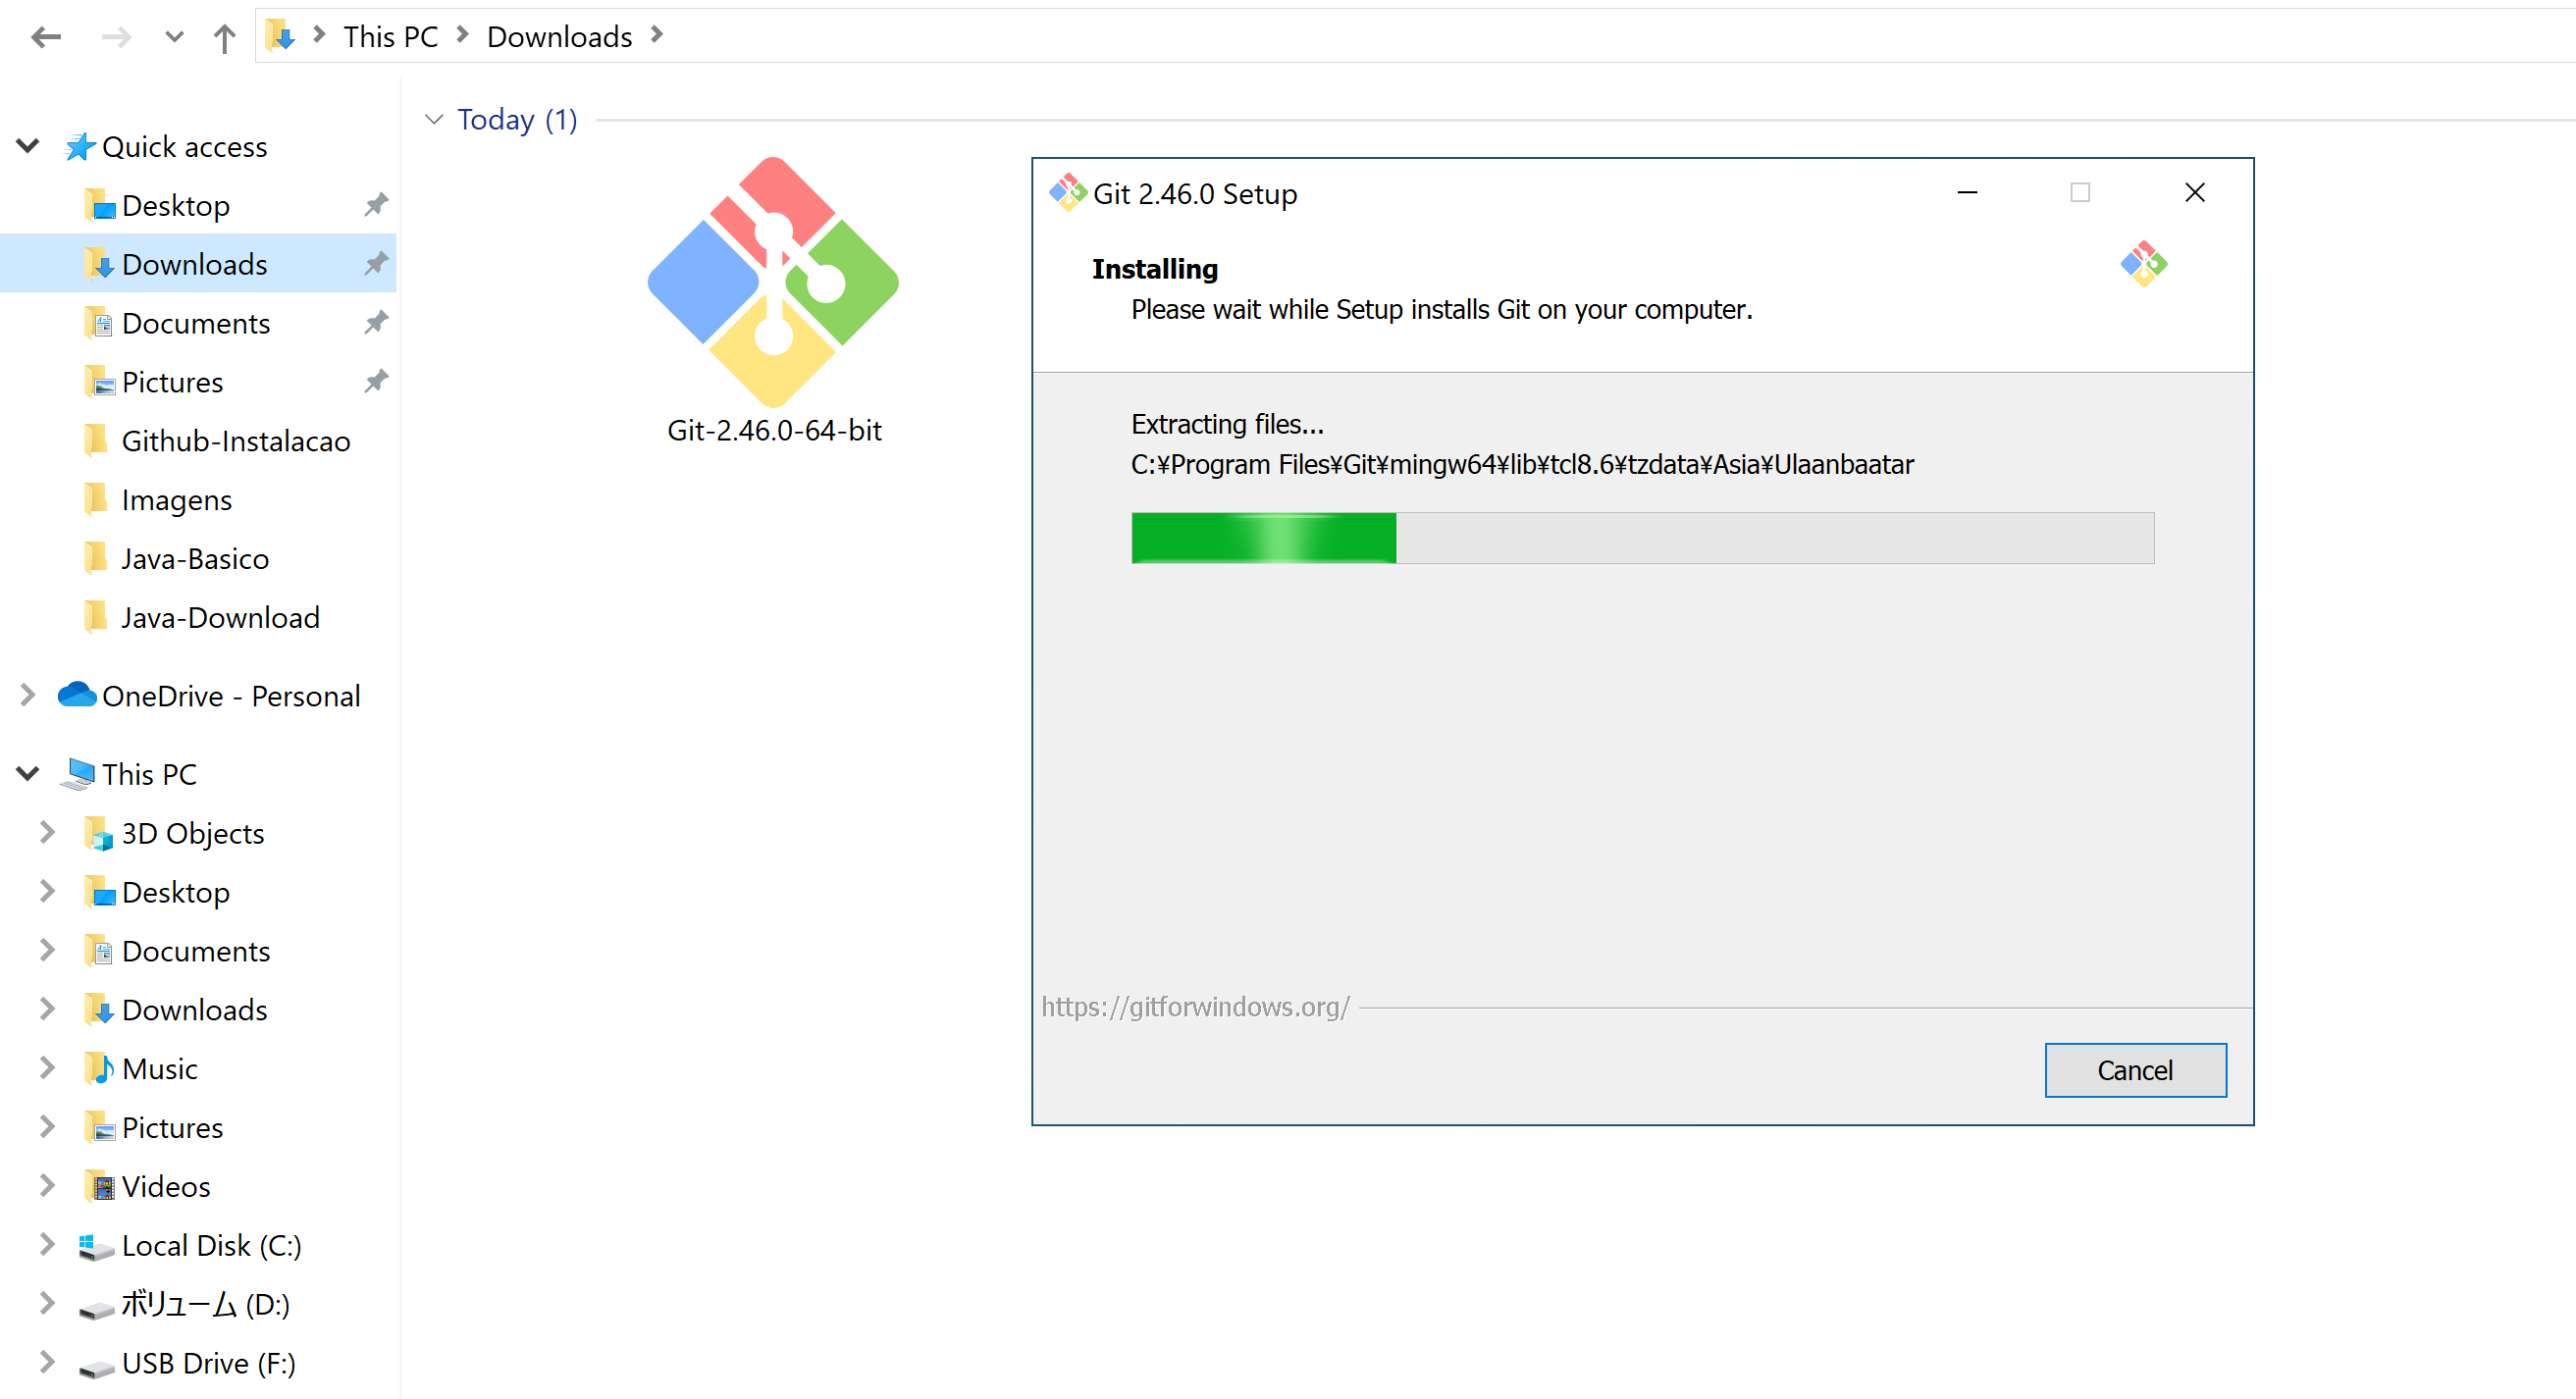 This PC Downloads
Quick access
Desktop
Downloads
Documents
Pictures
Github-Instalacao
Imagens
Java-Basico
Java-Download
OneDrive - Personal
This PC
3D Objects
Desktop
Documents
Downloads
Music
Pictures
Videos
Local Disk (C:)
ボリューム (D:)
USB Drive (F:)
Today (1)
Git-2.46.0-64-bit
Git 2.46.0 Setup
Installing
Please wait while Setup installs Git on your computer.
Extracting files...
C:¥Program Files¥Git¥mingw64¥lib¥tcl8.6¥tzdata¥Asia¥Ulaanbaatar
https://gitforwindows.org/
Cancel